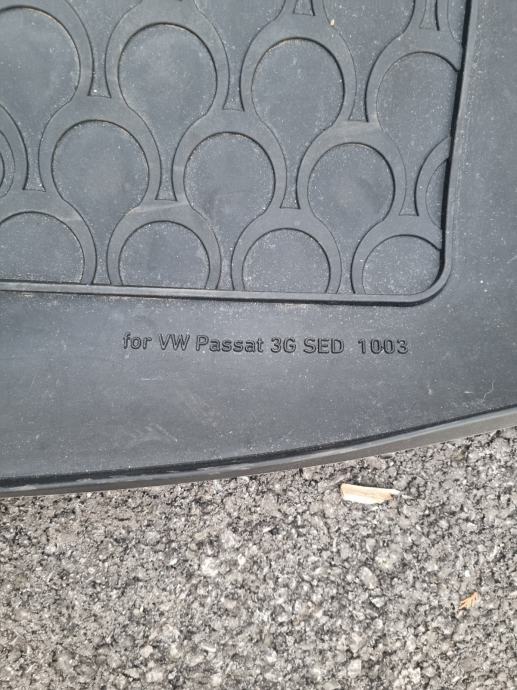 for VW Passat 3G SED 1003